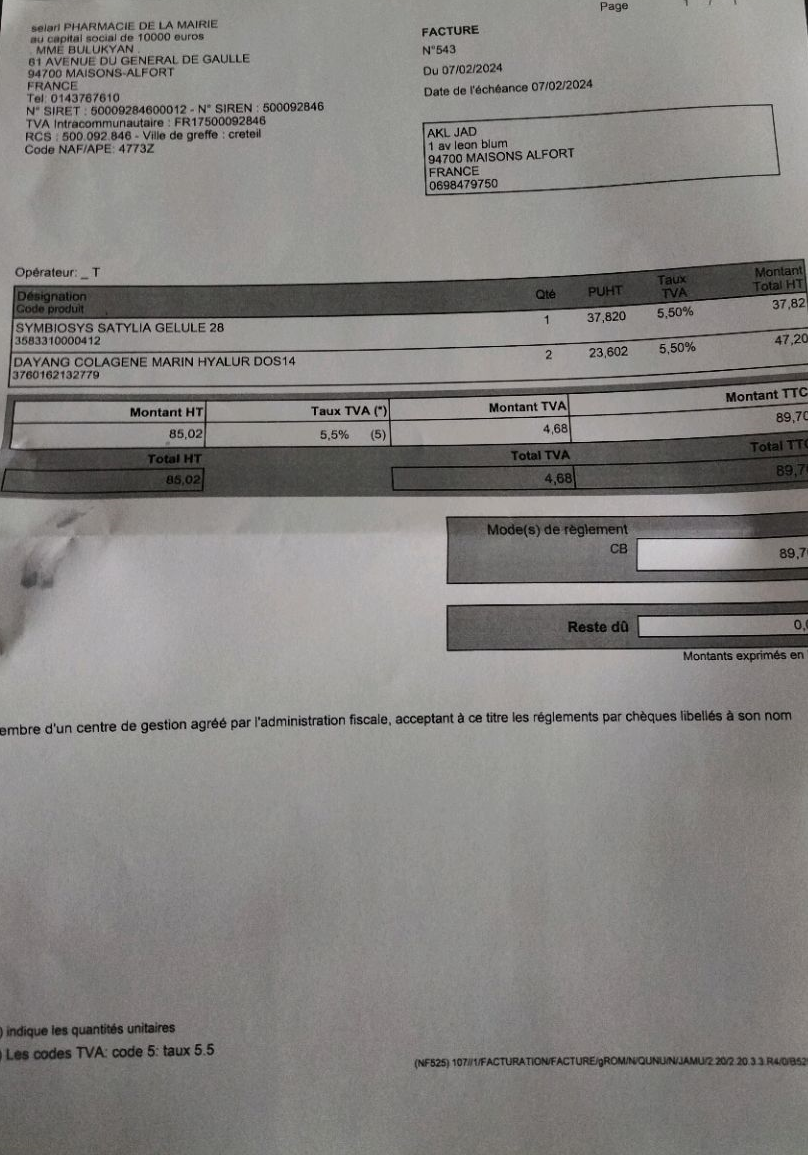 Page 1 / 1
selarl PHARMACIE DE LA MAIRIE
au capital social de 10000 euros
MME BULUKYAN
61 AVENUE DU GENERAL DE GAULLE
94700 MAISONS-ALFORT
FRANCE
Tel: 0143767610
N° SIRET : 50009284600012 - N° SIREN : 500092846
TVA Intracommunautaire : FR17500092846
RCS : 500.092.846 - Ville de greffe : creteil
Code NAF/APE: 4773Z
FACTURE
N°543
Du 07/02/2024
Date de l'échéance 07/02/2024
AKL JAD
1 av leon blum
94700 MAISONS ALFORT
FRANCE
0698479750
Opérateur: _ T
Désignation Qté PUHT Taux TVA Montant Total HT
Code produit
SYMBIOSYS SATYLIA GELULE 28 1 37,820 5,50% 37,82
3583310000412
DAYANG COLAGENE MARIN HYALUR DOS14 2 23,602 5,50% 47,20
3760162132779
Montant HT Taux TVA (*) Montant TVA Montant TTC
85,02 5,5% (5) 4,68 89,70
Total HT Total TVA Total TTC
85,02 4,68 89,7
Mode(s) de règlement
CB 89,7
Reste dû 0,
Montants exprimés en
embre d'un centre de gestion agréé par l'administration fiscale, acceptant à ce titre les réglements par chèques libellés à son nom
) indique les quantités unitaires
) Les codes TVA: code 5: taux 5.5
(NF525) 107//1/FACTURATION/FACTURE/gROM/N/QUNU/N/JAMU/2.20/2.20.3.3.R4/0/B52